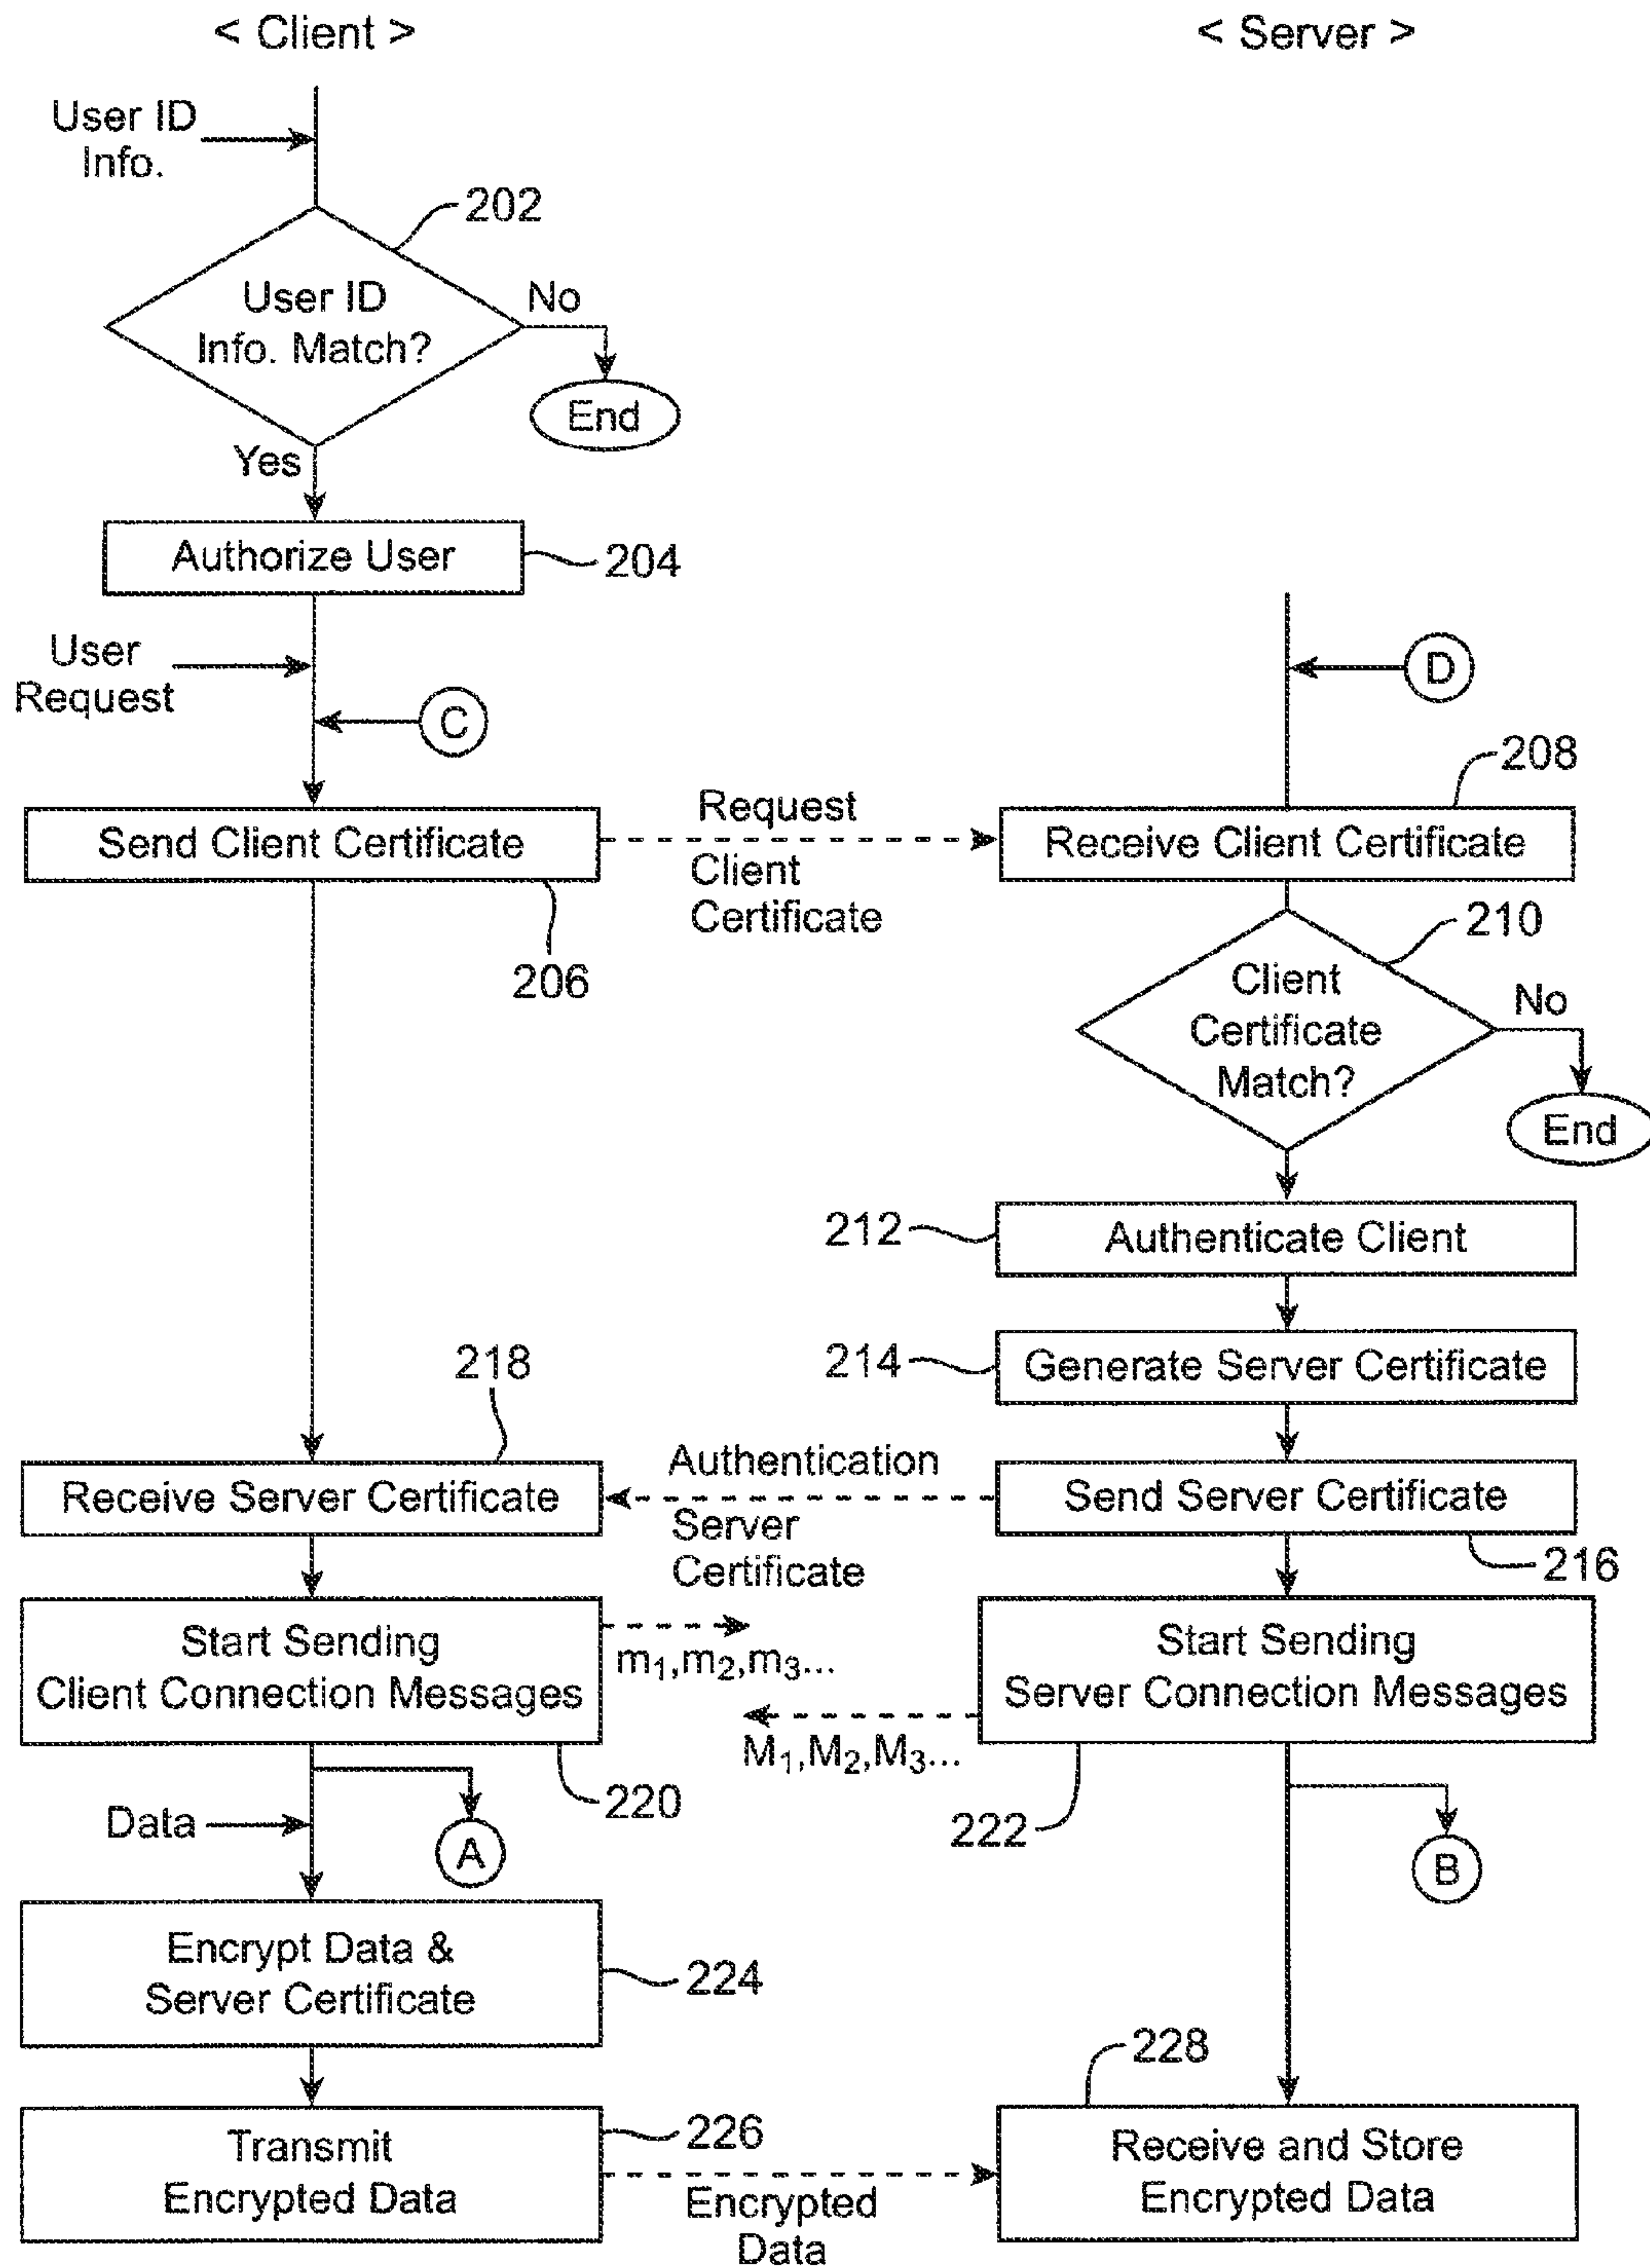 < Client >
< Server >
User ID
Info.
202
User ID
Info. Match?
No
End
Yes
Authorize User
204
User
Request
C
D
208
Send Client Certificate
Request
Client
Certificate
Receive Client Certificate
206
210
Client
Certificate
Match?
No
End
212
Authenticate Client
214
Generate Server Certificate
218
Receive Server Certificate
Authentication
Server
Certificate
Send Server Certificate
216
Start Sending
Client Connection Messages
m₁,m₂,m₃...
Start Sending
Server Connection Messages
M₁,M₂,M₃...
220
222
Data
A
B
Encrypt Data &
Server Certificate
224
228
Transmit
Encrypted Data
226
Encrypted
Data
Receive and Store
Encrypted Data